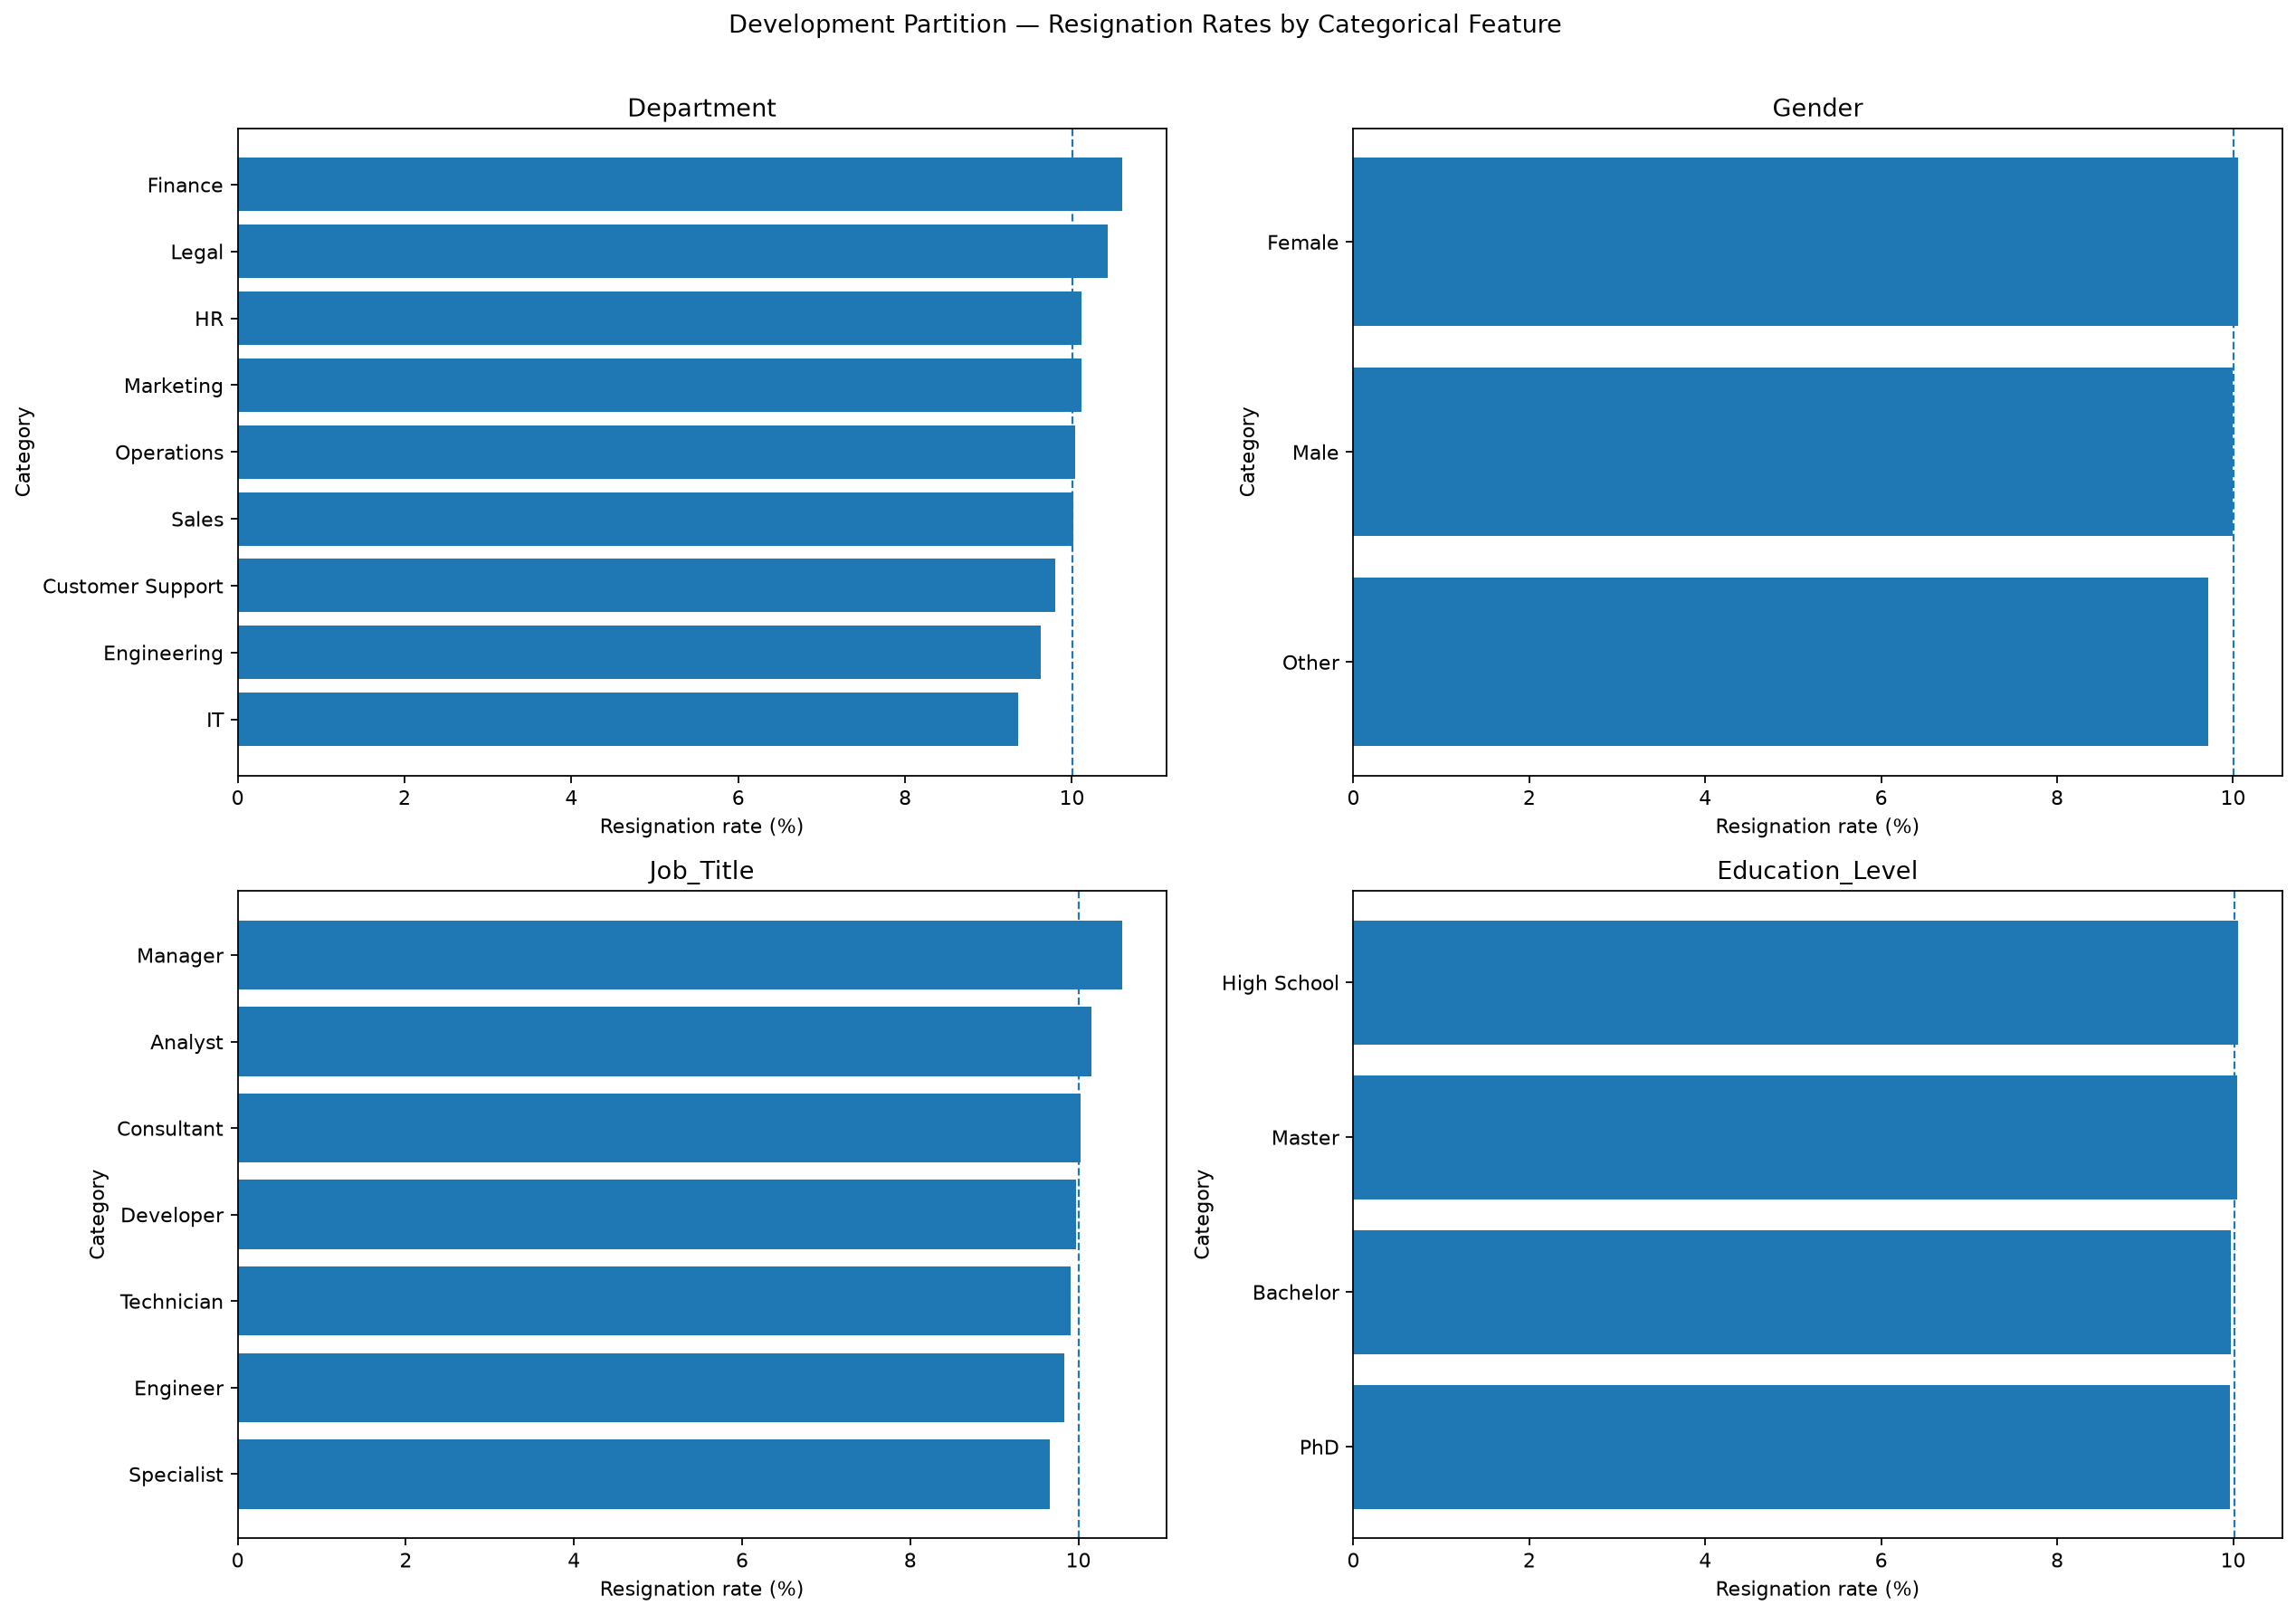 Development Partition — Resignation Rates by Categorical Feature
Department
Category
Finance
Legal
HR
Marketing
Operations
Sales
Customer Support
Engineering
IT
0 2 4 6 8 10
Resignation rate (%)
Gender
Category
Female
Male
Other
0 2 4 6 8 10
Resignation rate (%)
Job_Title
Category
Manager
Analyst
Consultant
Developer
Technician
Engineer
Specialist
0 2 4 6 8 10
Resignation rate (%)
Education_Level
Category
High School
Master
Bachelor
PhD
0 2 4 6 8 10
Resignation rate (%)